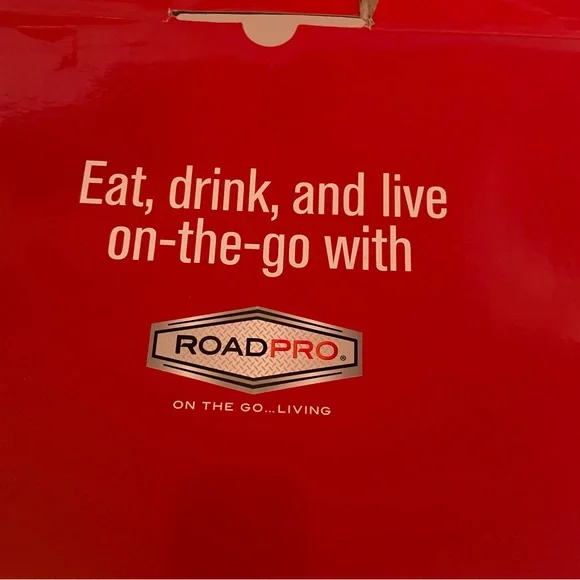 Eat, drink, and live
on-the-go with
ROADPRO®
ON THE GO...LIVING